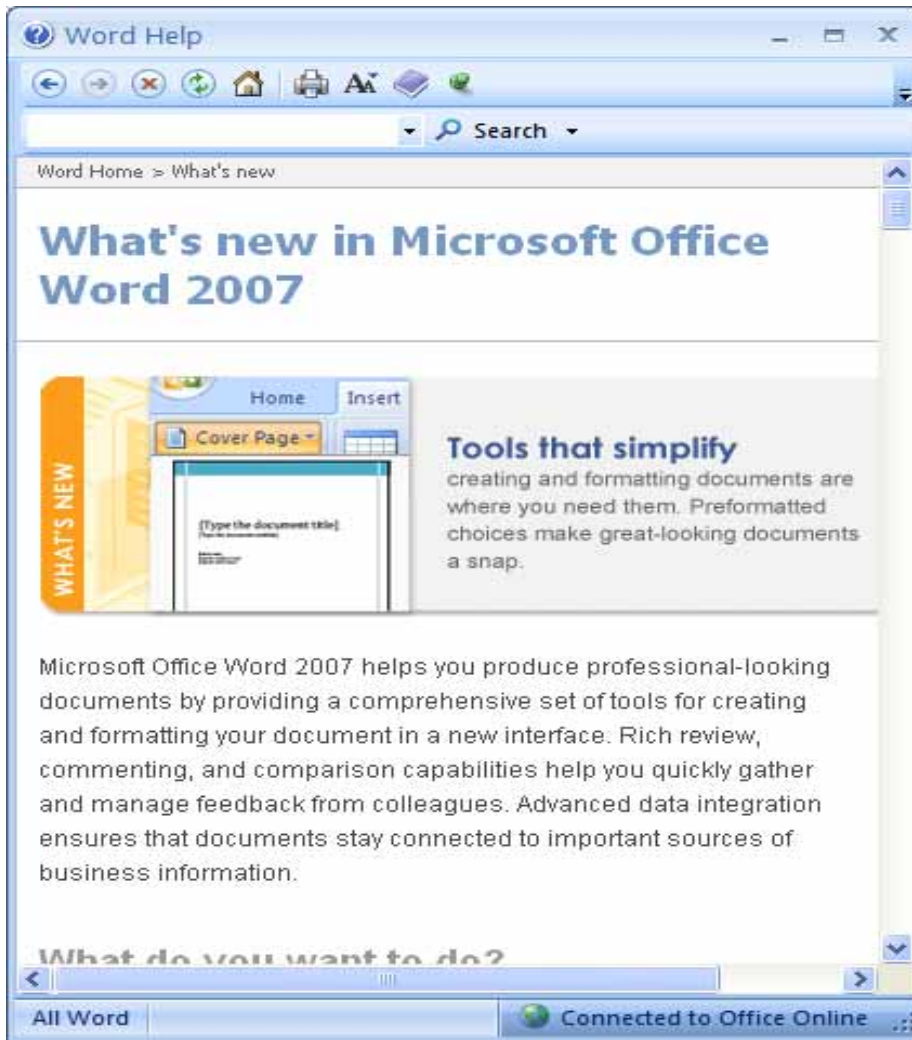 Word Help
Search
Word Home > What's new
What's new in Microsoft Office
Word 2007
WHAT'S NEW
Home Insert
Cover Page
[Type the document title]
Tools that simplify
creating and formatting documents are
where you need them. Preformatted
choices make great-looking documents
a snap.
Microsoft Office Word 2007 helps you produce professional-looking
documents by providing a comprehensive set of tools for creating
and formatting your document in a new interface. Rich review,
commenting, and comparison capabilities help you quickly gather
and manage feedback from colleagues. Advanced data integration
ensures that documents stay connected to important sources of
business information.
What do you want to do?
All Word
Connected to Office Online